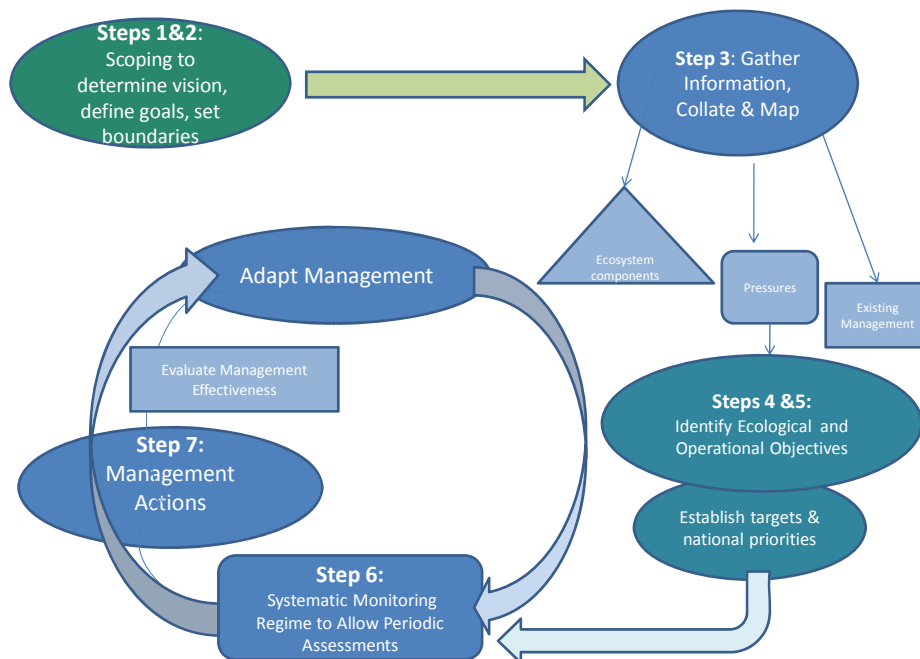 Steps 1&2:
Scoping to
determine vision,
define goals, set
boundaries
Step 3: Gather
Information,
Collate & Map
Ecosystem
components
Pressures
Existing
Management
Adapt Management
Evaluate Management
Effectiveness
Steps 4 &5:
Identify Ecological and
Operational Objectives
Establish targets &
national priorities
Step 7:
Management
Actions
Step 6:
Systematic Monitoring
Regime to Allow Periodic
Assessments